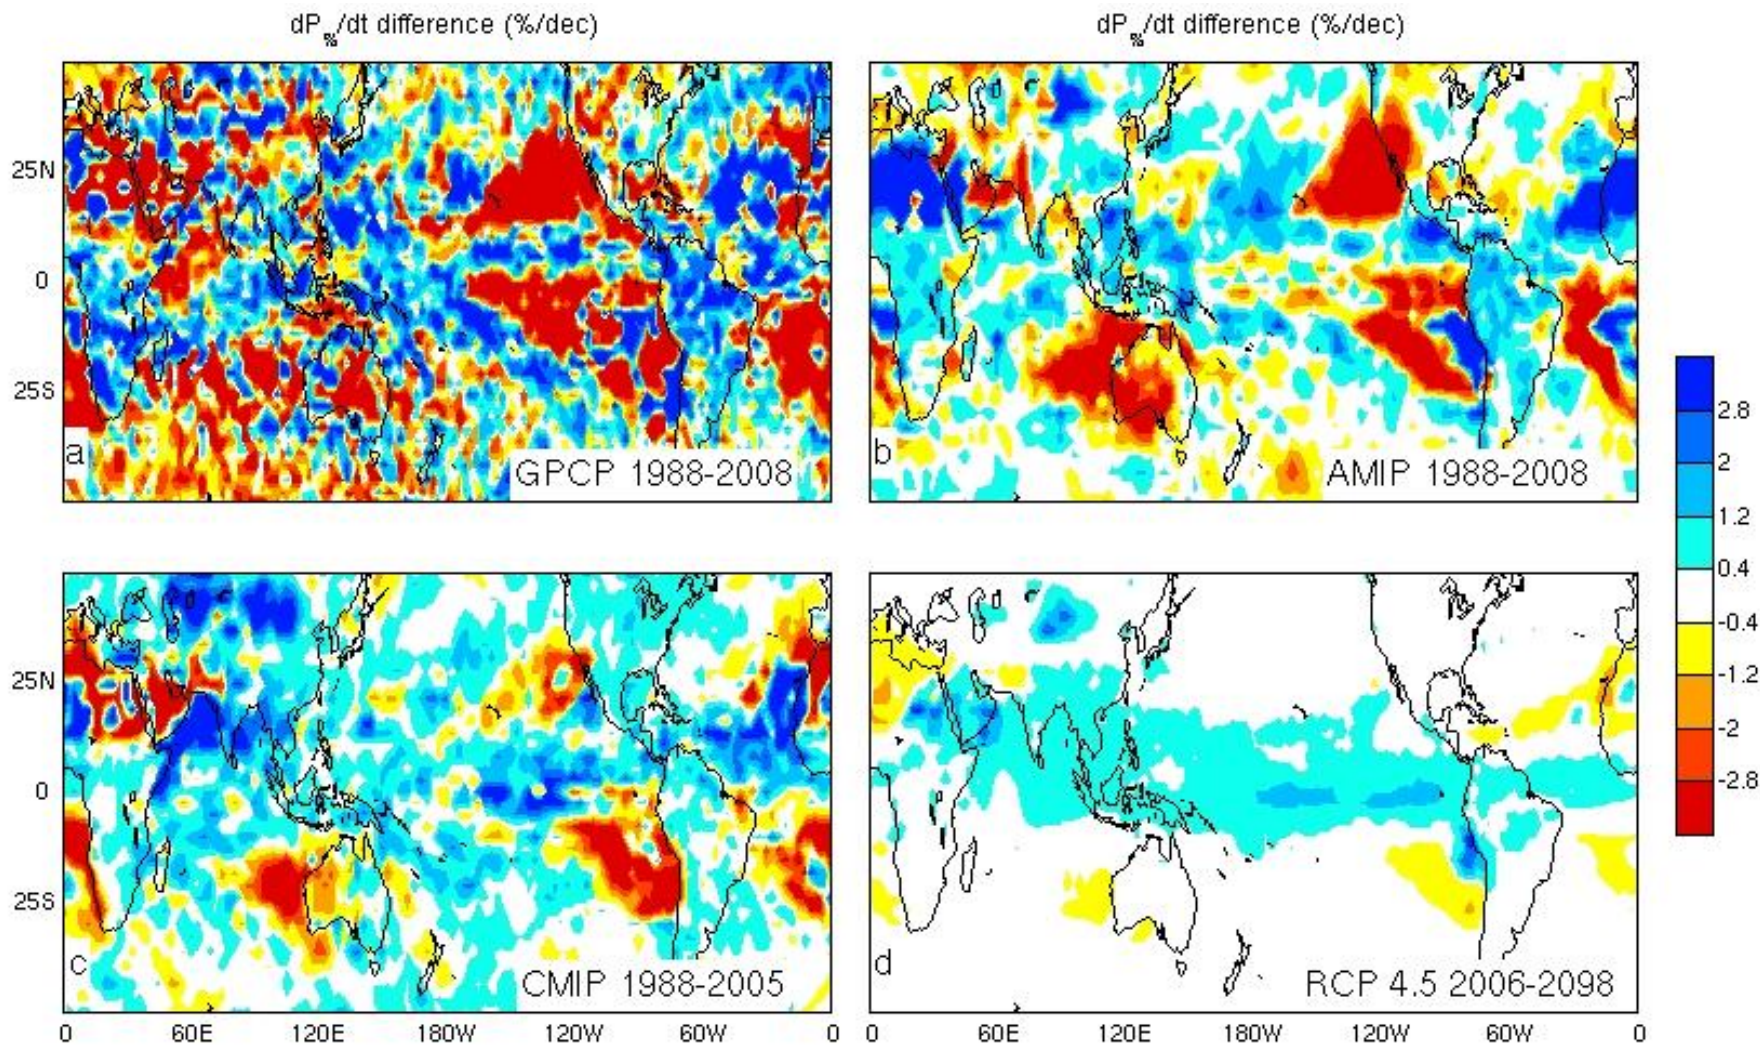 dP%/dt difference (%/dec)
dP%/dt difference (%/dec)
25N
0
25S
a
GPCP 1988-2008
b
AMIP 1988-2008
2.8
2
1.2
0.4
-0.4
-1.2
-2
-2.8
25N
0
25S
c
CMIP 1988-2005
d
RCP 4.5 2006-2098
0 60E 120E 180W 120W 60W 0
0 60E 120E 180W 120W 60W 0